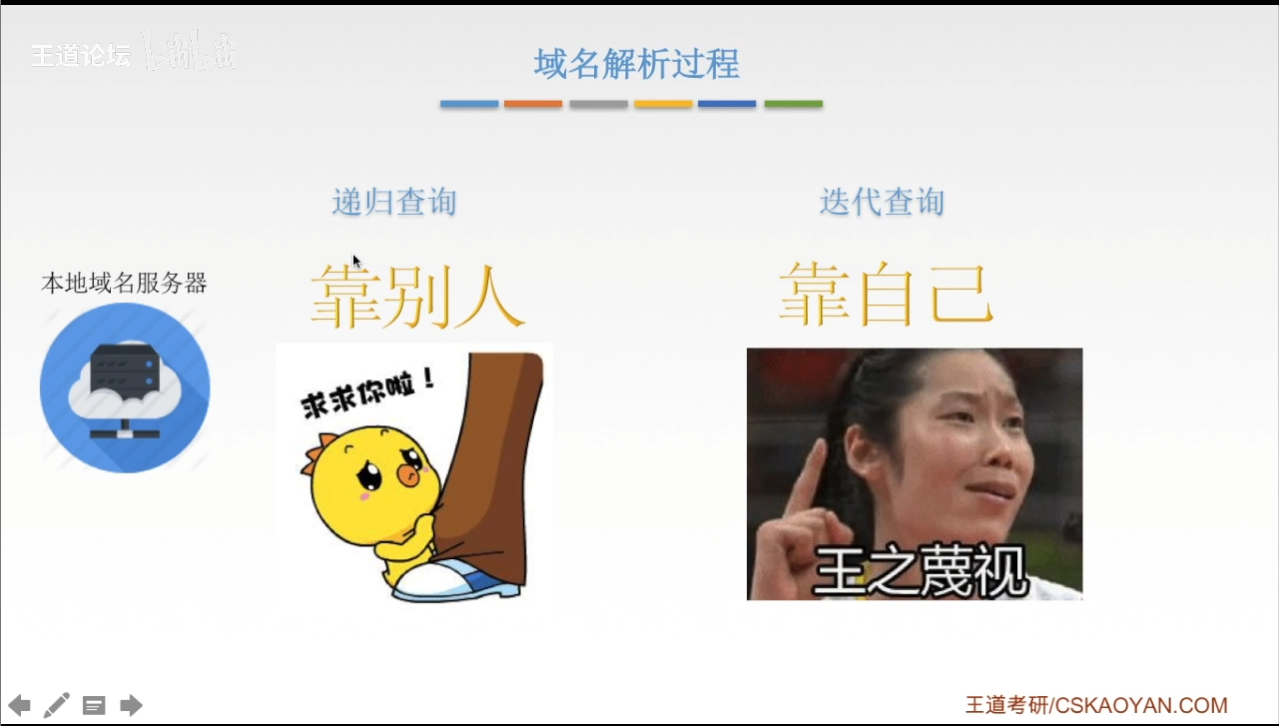 王道论坛 bilibili
域名解析过程
递归查询
迭代查询
本地域名服务器
靠别人
靠自己
求求你啦！
王之蔑视
王道考研/CSKAOYAN.COM